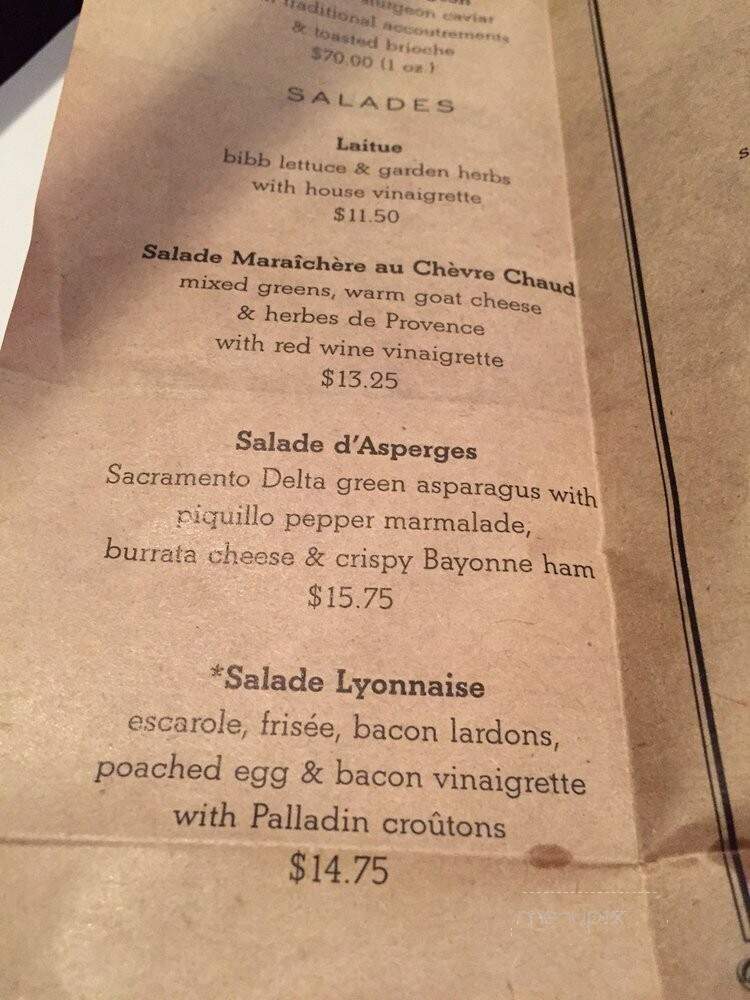 sturgeon caviar
traditional accoutrements
& toasted brioche
$70.00 (1 oz.)
SALADES
Laitue
bibb lettuce & garden herbs
with house vinaigrette
$11.50
Salade Maraîchère au Chèvre Chaud
mixed greens, warm goat cheese
& herbes de Provence
with red wine vinaigrette
$13.25
Salade d'Asperges
Sacramento Delta green asparagus with
piquillo pepper marmalade,
burrata cheese & crispy Bayonne ham
$15.75
*Salade Lyonnaise
escarole, frisée, bacon lardons,
poached egg & bacon vinaigrette
with Palladin croûtons
$14.75
menupix